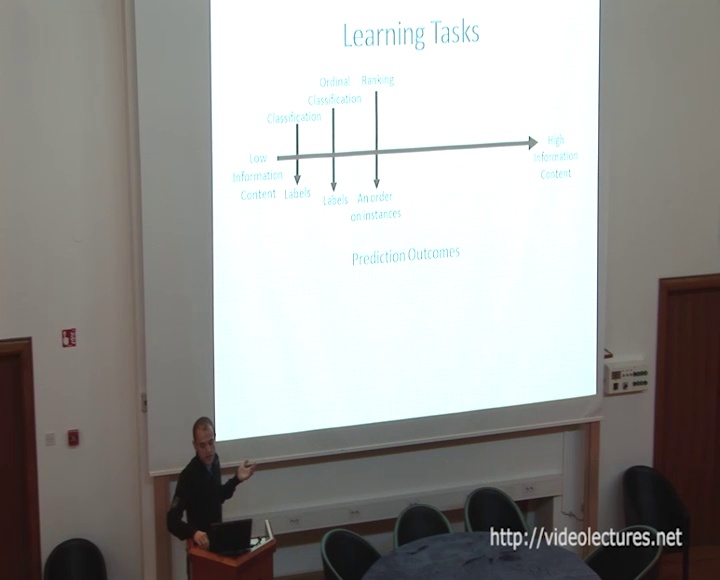 Learning Tasks
Ordinal
Classification
Ranking
Classification
Low
Information
Content
High
Information
Content
Labels
Labels
An order
on instances
Prediction Outcomes
http://videolectures.net